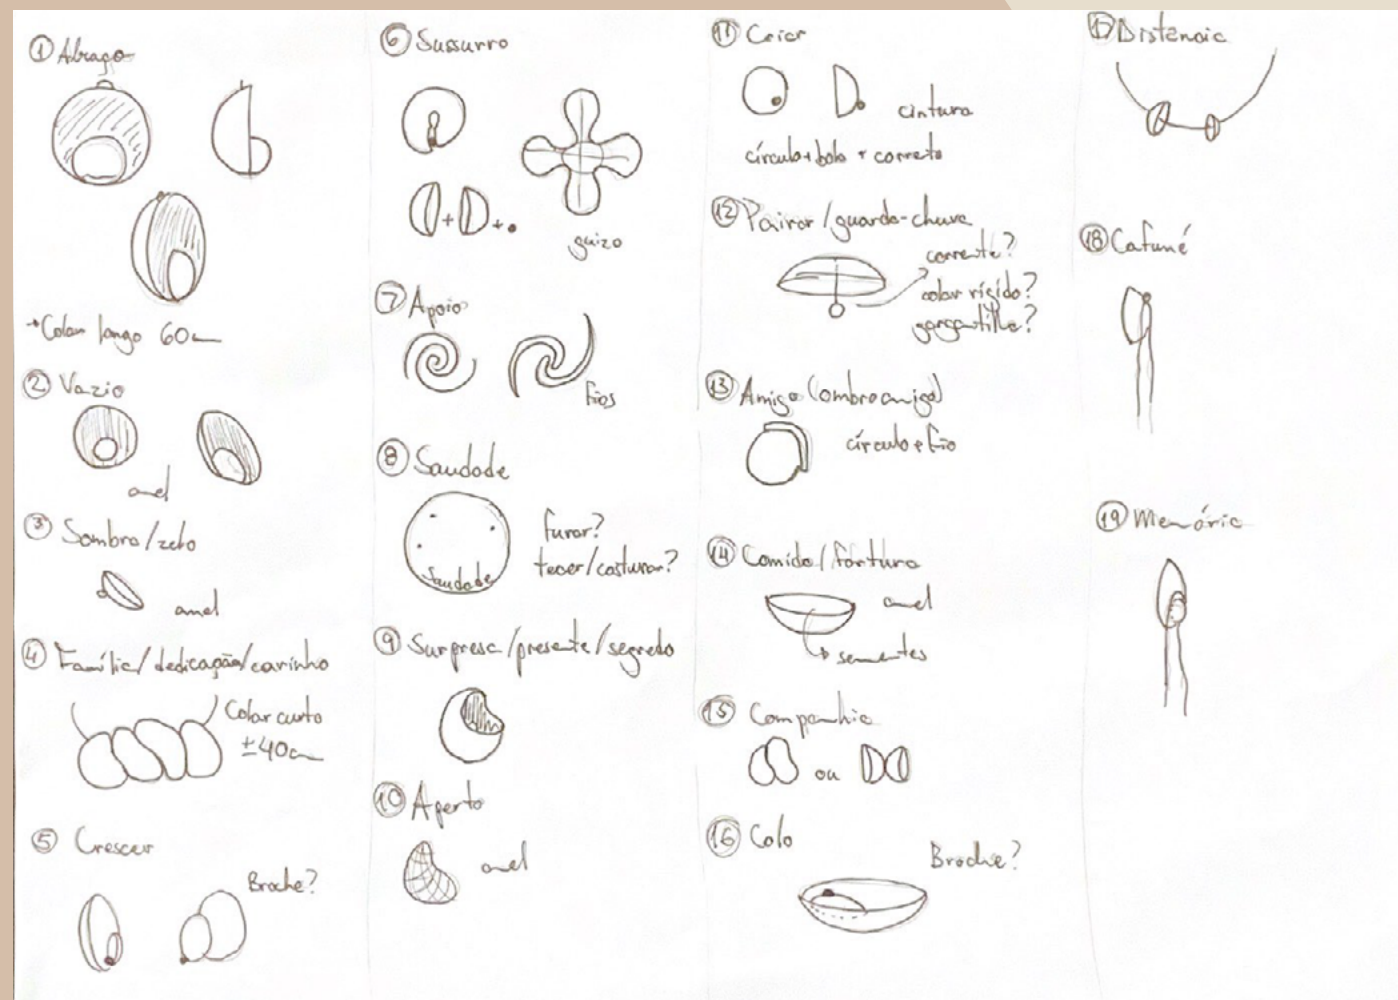 ① Abraço
→ Colar longo 60cm
② Vazio
anel
③ Sombra/zelo
anel
④ Família/dedicação/carinho
Colar curto
±40cm
⑤ Crescer
Broche?
⑥ Sussurro
+ + .
guizo
⑦ Apoio
fios
⑧ Saudade
furar?
tecer/costurar?
Saudade
⑨ Surpresa/presente/segredo
⑩ Aperto
anel
⑪ Criar
cintura
círculo + bola + corrente
⑫ Pairar/guarda-chuva
corrente?
colar rígido?
gargantilha?
⑬ Amigo (ombro amigo)
círculo e fio
⑭ Comida/fartura
anel
sementes
⑮ Companhia
ou
⑯ Colo
Broche?
⑰ Distância
⑱ Cafuné
⑲ Memória